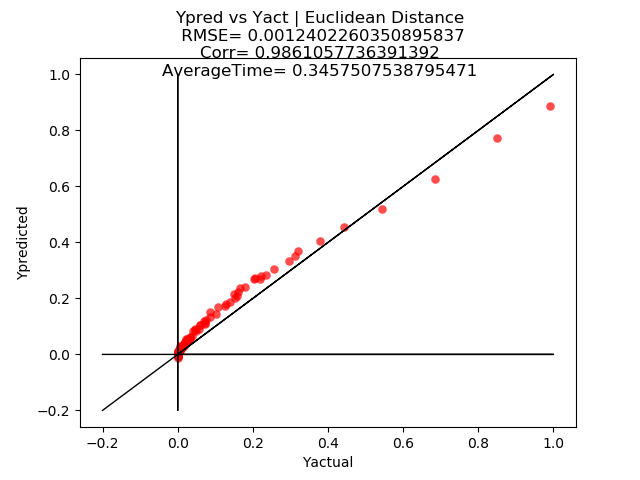 Ypred vs Yact | Euclidean Distance
RMSE= 0.0012402260350895837
Corr= 0.9861057736391392
AverageTime= 0.3457507538795471
1.0
0.8
0.6
0.4
0.2
0.0
−0.2
Ypredicted
−0.2 0.0 0.2 0.4 0.6 0.8 1.0
Yactual